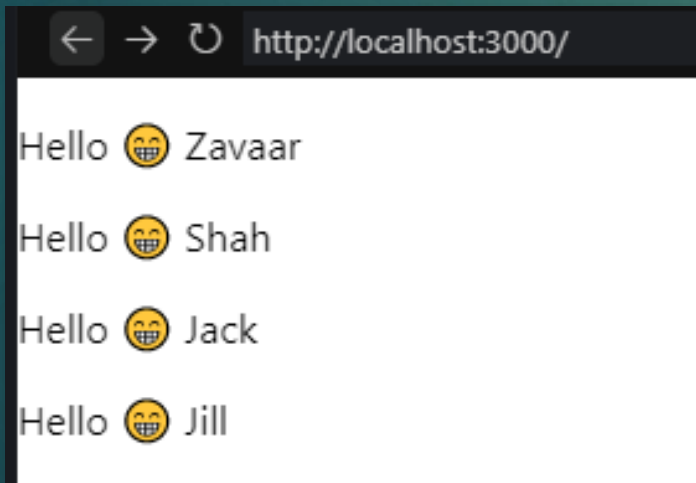 http://localhost:3000/
Hello 😁 Zavaar
Hello 😁 Shah
Hello 😁 Jack
Hello 😁 Jill